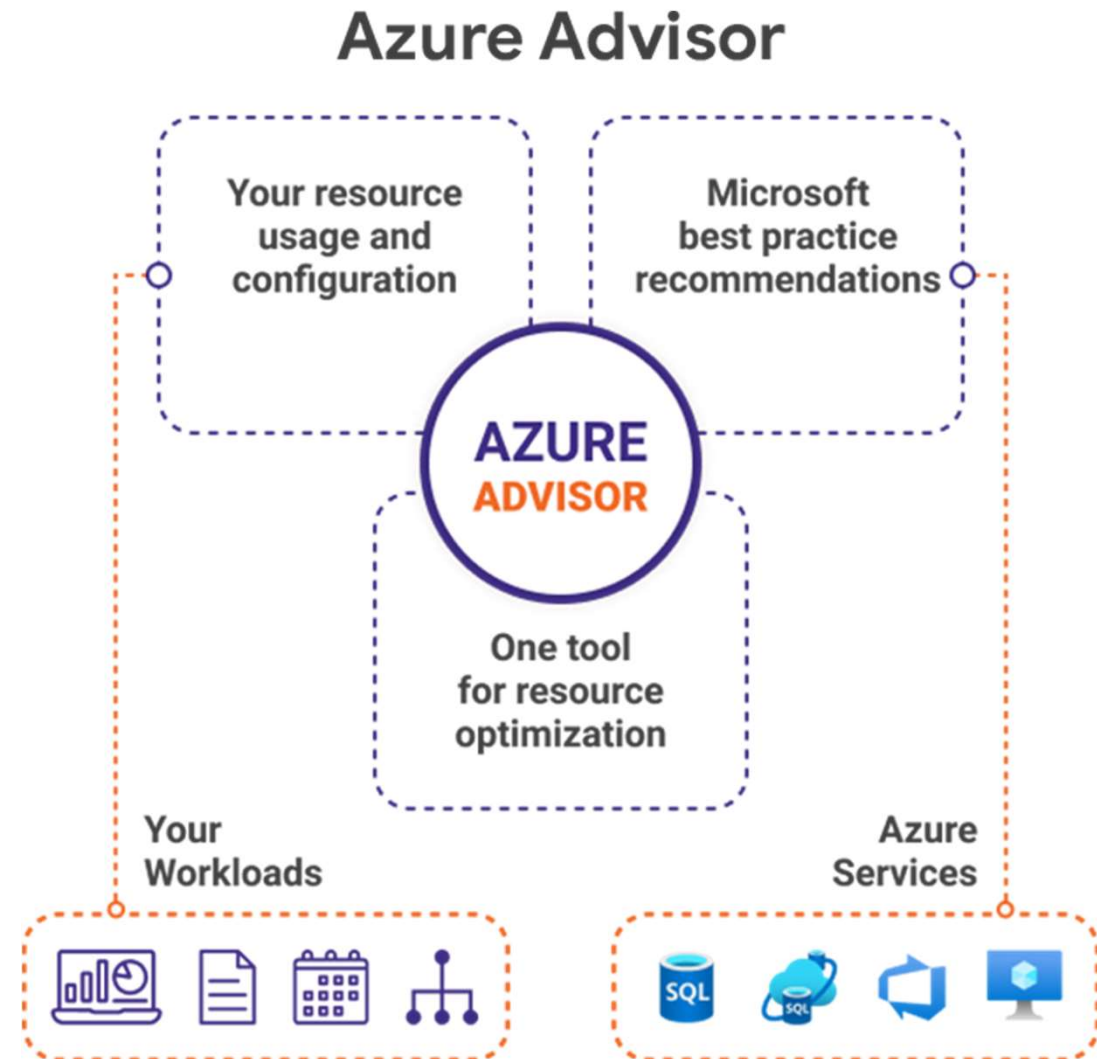 Azure Advisor
Your resource
usage and
configuration
Microsoft
best practice
recommendations
AZURE
ADVISOR
One tool
for resource
optimization
Your
Workloads
Azure
Services
SQL
SQL